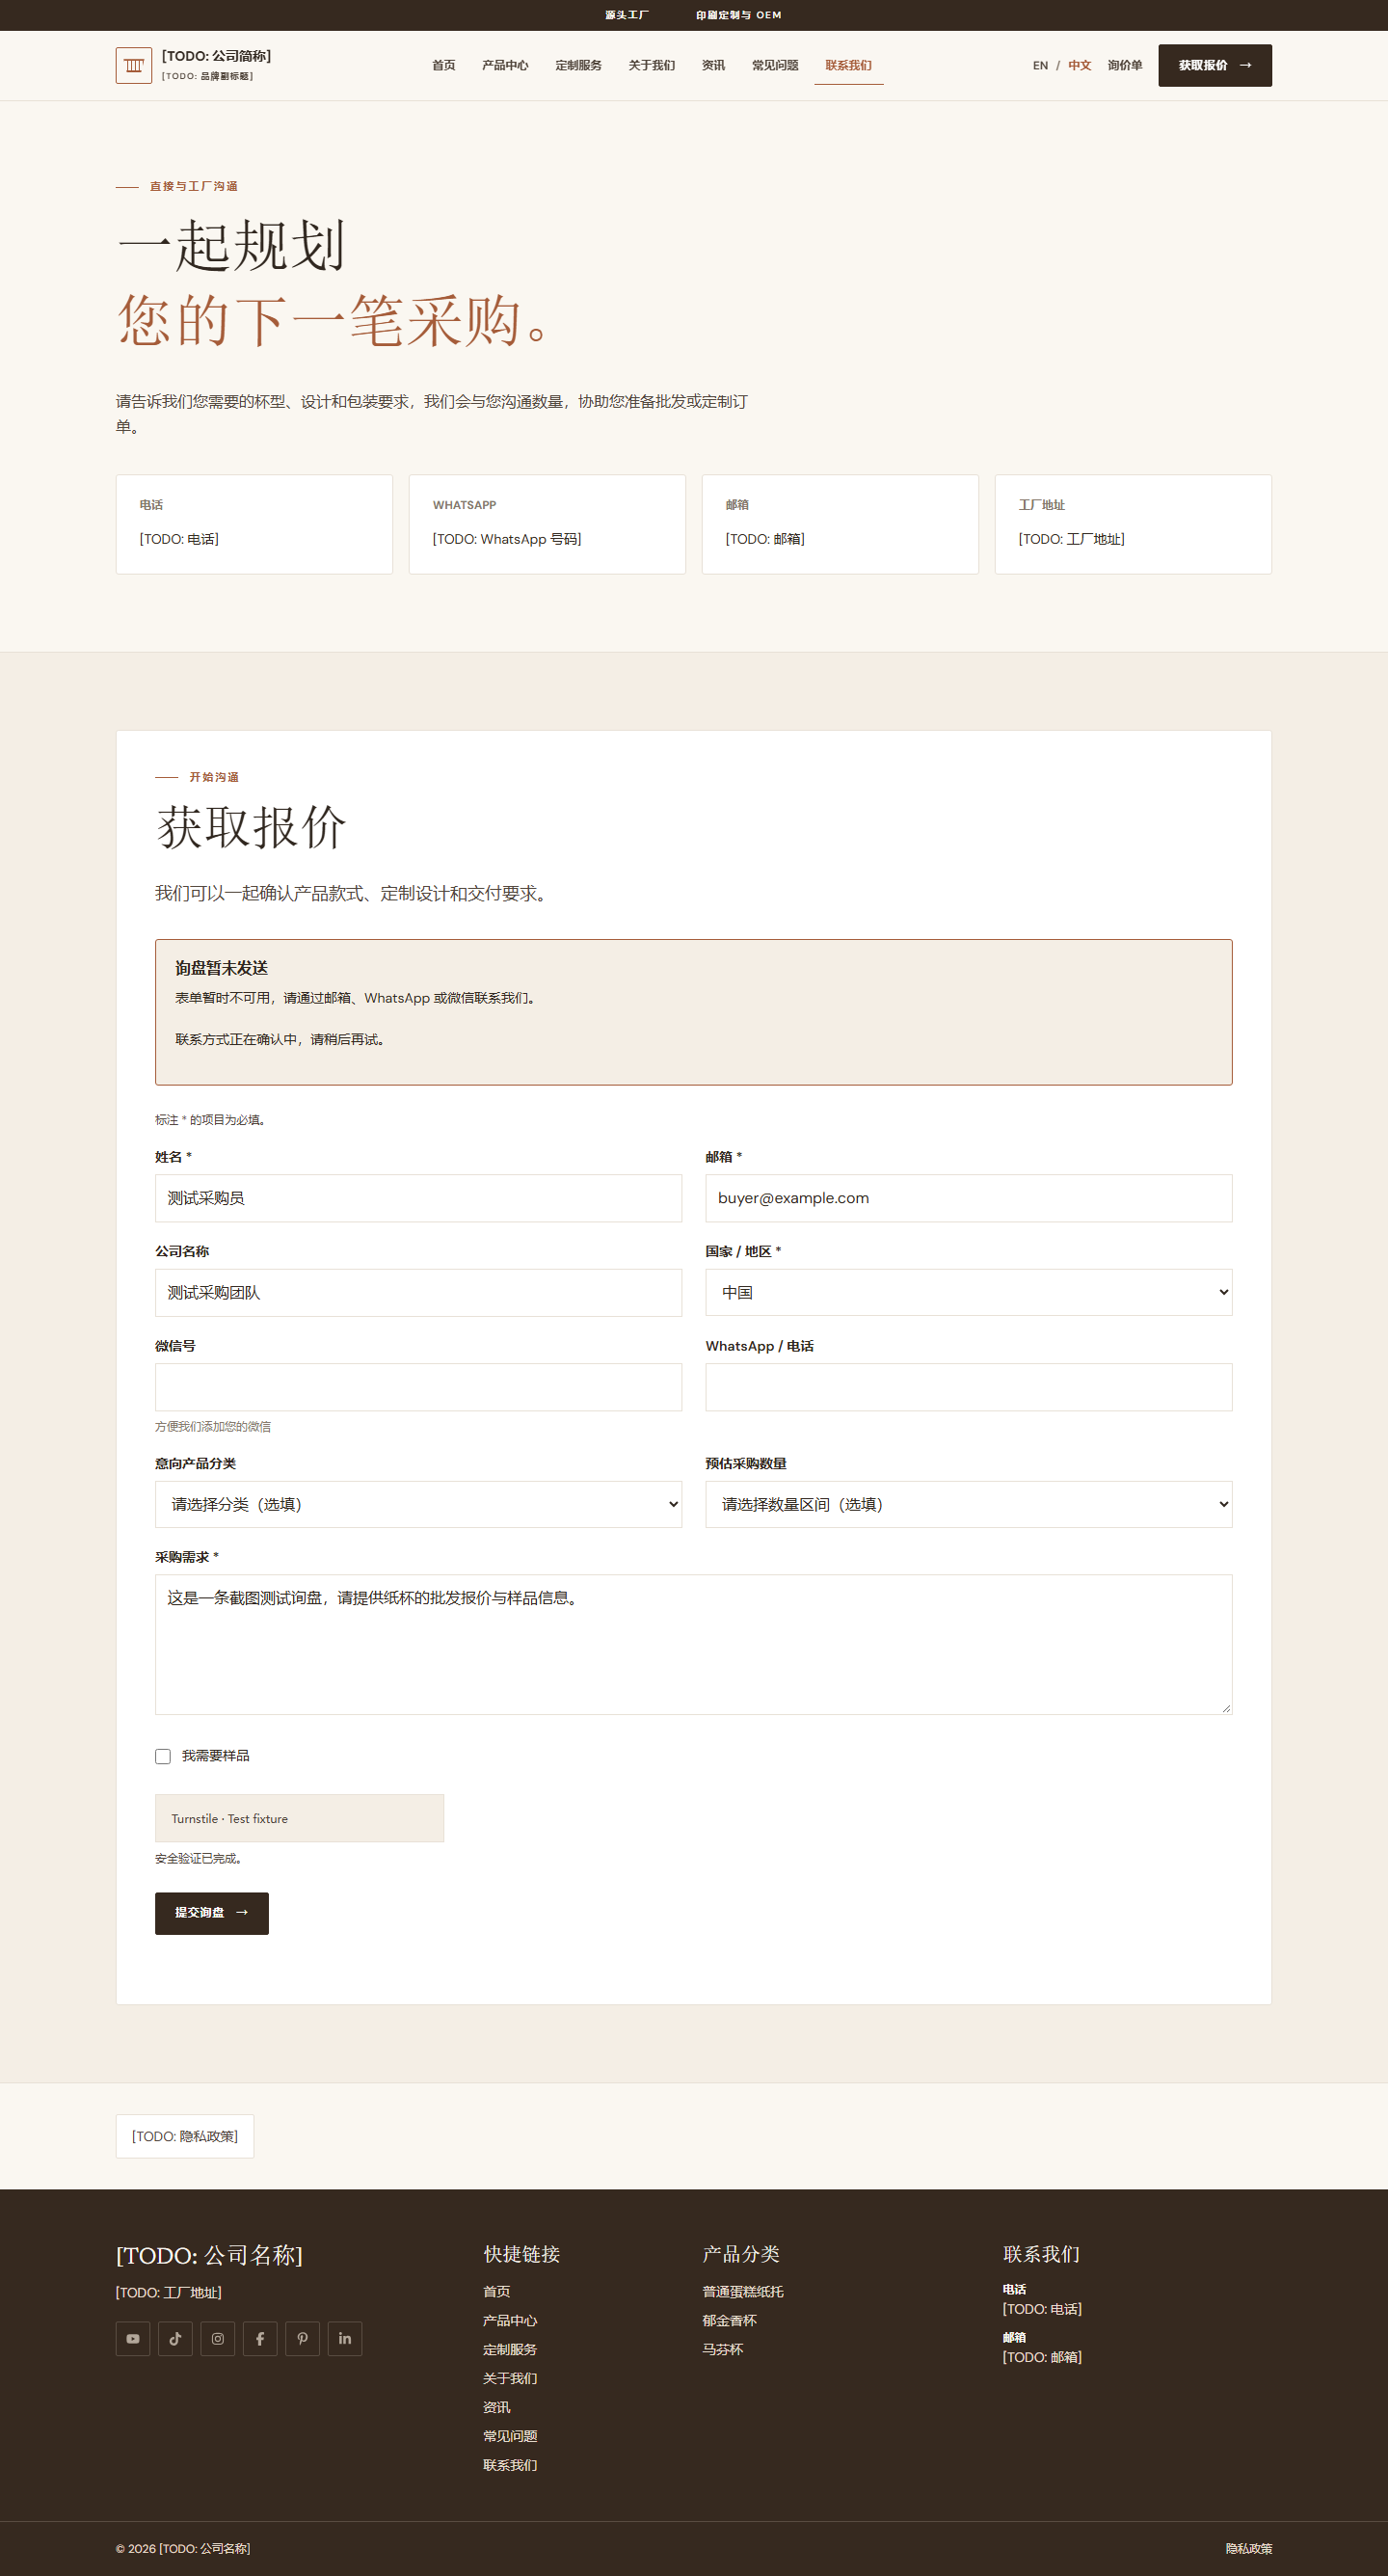 源头工厂 印刷定制与 OEM
[TODO: 公司简称]
[TODO: 品牌副标题]
首页 产品中心 定制服务 关于我们 资讯 常见问题 联系我们
EN / 中文 询价单 获取报价 →
直接与工厂沟通
一起规划
您的下一笔采购。
请告诉我们您需要的杯型、设计和包装要求，我们会与您沟通数量，协助您准备批发或定制订
单。
电话
[TODO: 电话]
WHATSAPP
[TODO: WhatsApp 号码]
邮箱
[TODO: 邮箱]
工厂地址
[TODO: 工厂地址]
开始沟通
获取报价
我们可以一起确认产品款式、定制设计和交付要求。
询盘暂未发送
表单暂时不可用，请通过邮箱、WhatsApp 或微信联系我们。
联系方式正在确认中，请稍后再试。
标注 * 的项目为必填。
姓名 *
测试采购员
邮箱 *
buyer@example.com
公司名称
测试采购团队
国家 / 地区 *
中国
微信号
方便我们添加您的微信
WhatsApp / 电话
意向产品分类
请选择分类（选填）
预估采购数量
请选择数量区间（选填）
采购需求 *
这是一条截图测试询盘，请提供纸杯的批发报价与样品信息。
我需要样品
Turnstile · Test fixture
安全验证已完成。
提交询盘 →
[TODO: 隐私政策]
[TODO: 公司名称]
[TODO: 工厂地址]
快捷链接
首页
产品中心
定制服务
关于我们
资讯
常见问题
联系我们
产品分类
普通蛋糕纸托
郁金香杯
马芬杯
联系我们
电话
[TODO: 电话]
邮箱
[TODO: 邮箱]
© 2026 [TODO: 公司名称]
隐私政策